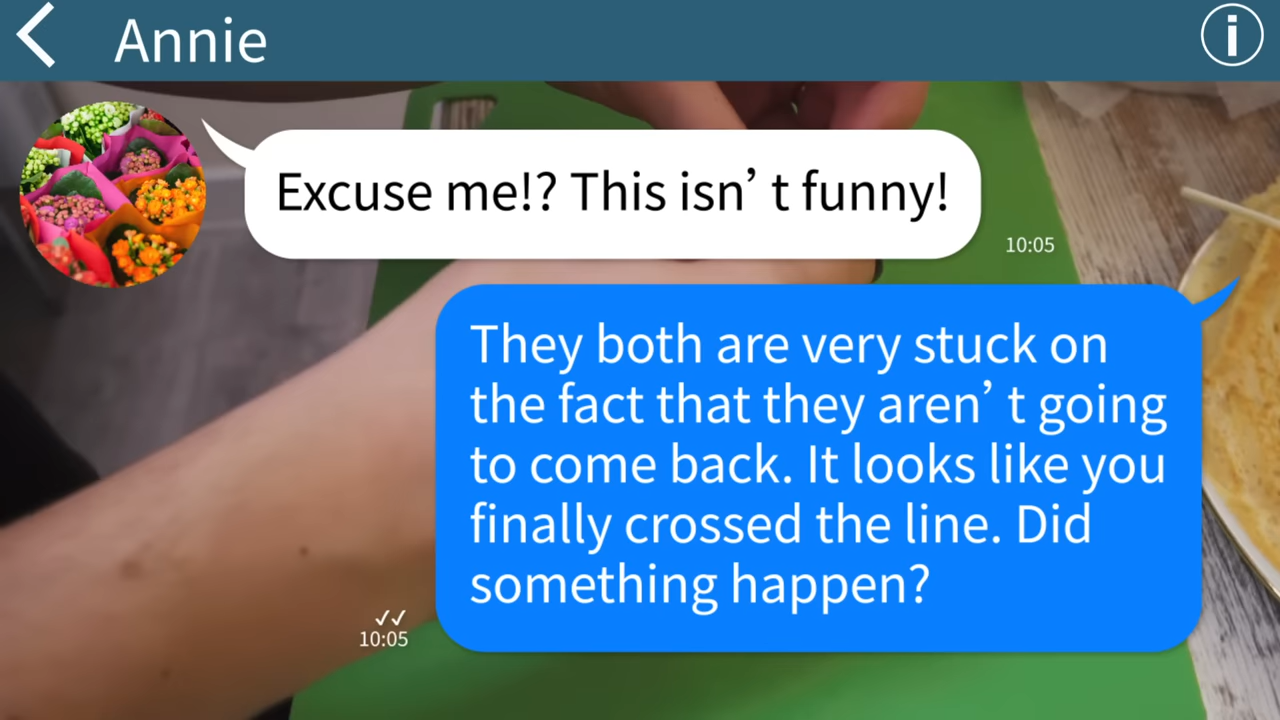 Annie
Excuse me!? This isn’ t funny!
10:05
They both are very stuck on
the fact that they aren’ t going
to come back. It looks like you
finally crossed the line. Did
something happen?
10:05